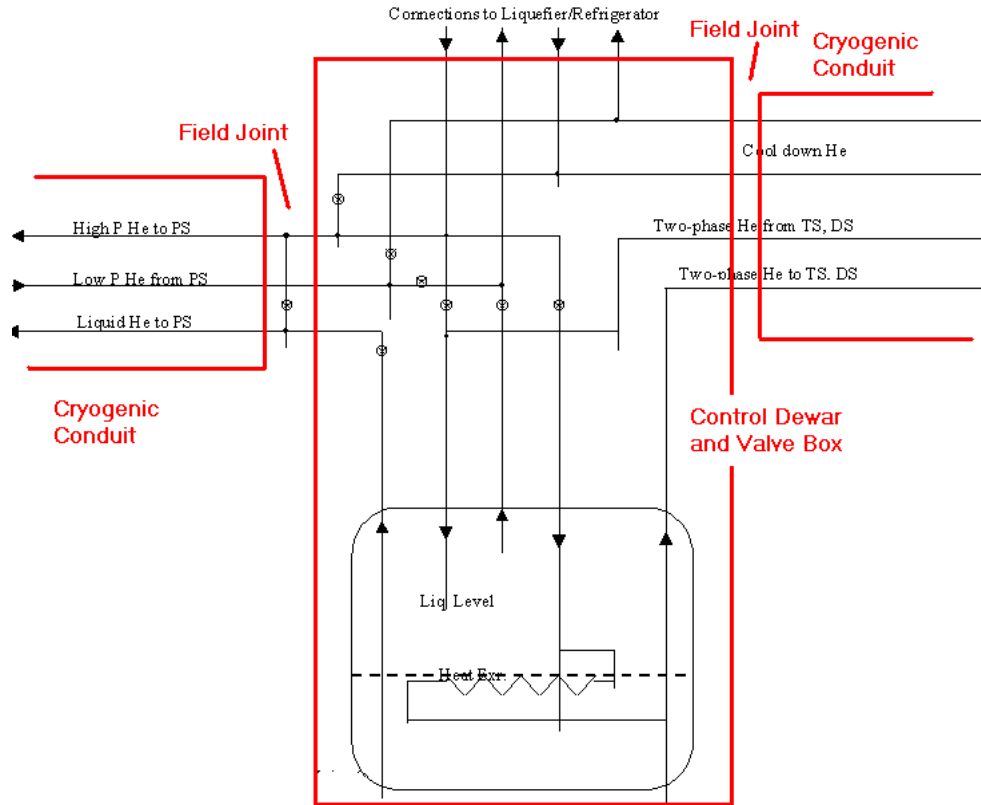 Connections to Liquefier/Refrigerator
Field Joint
Cryogenic
Conduit
Field Joint
Cool down He
High P He to PS
Two-phase He from TS, DS
Low P He from PS
Two-phase He to TS. DS
Liquid He to PS
Cryogenic
Conduit
Control Dewar
and Valve Box
Liq Level
Heat Exr.